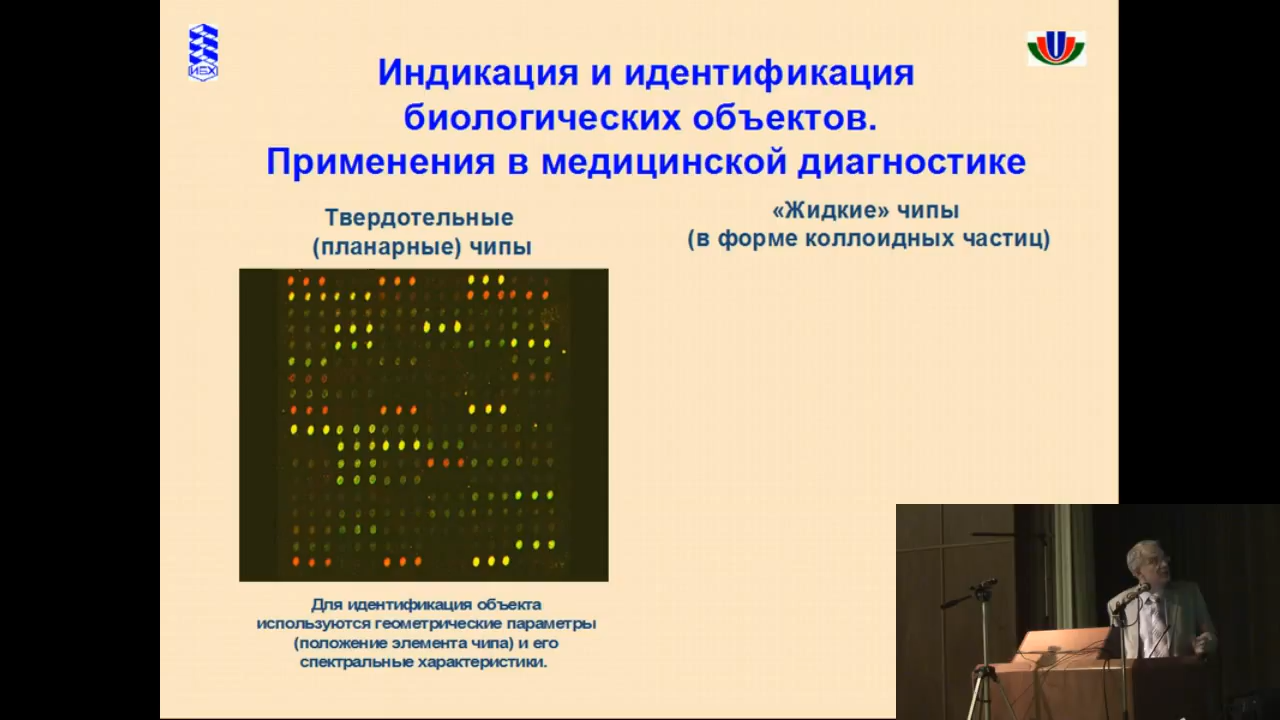 ИБХ
Индикация и идентификация
биологических объектов.
Применения в медицинской диагностике
Твердотельные
(планарные) чипы
«Жидкие» чипы
(в форме коллоидных частиц)
Для идентификация объекта
используются геометрические параметры
(положение элемента чипа) и его
спектральные характеристики.